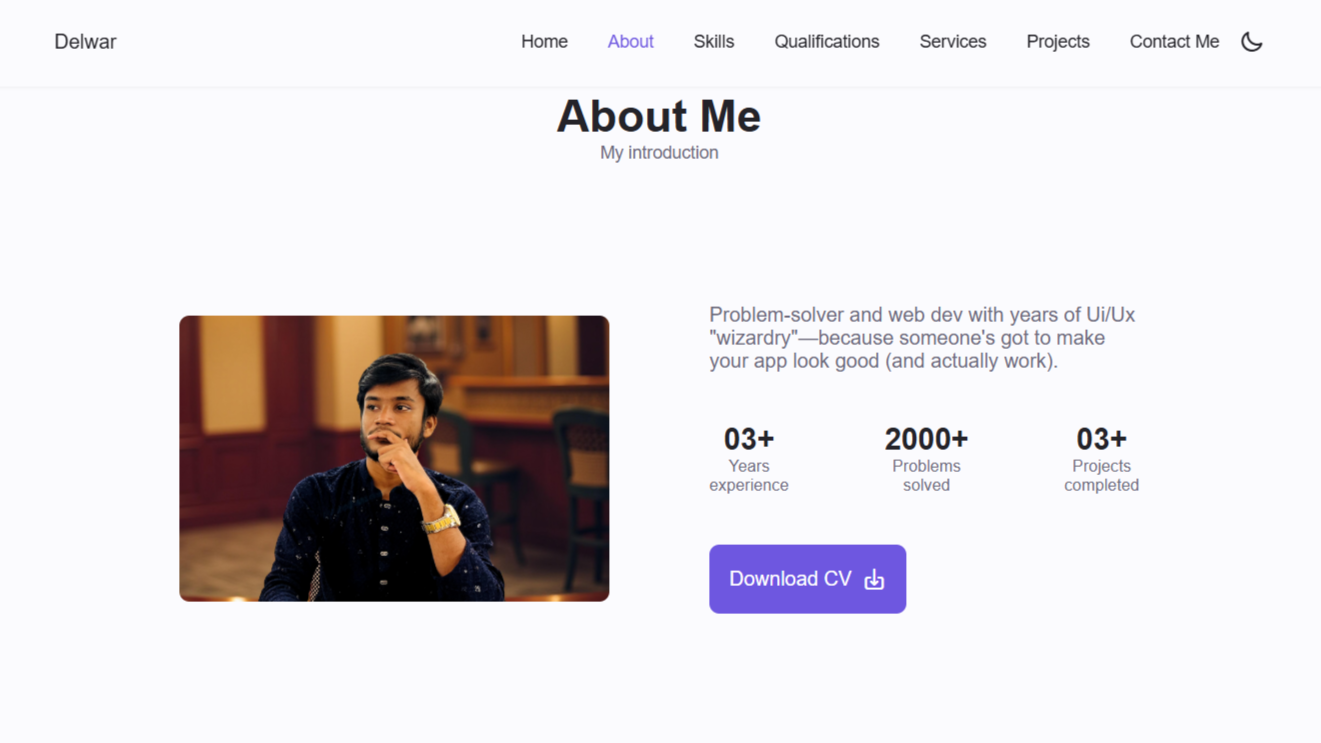 Delwar
Home About Skills Qualifications Services Projects Contact Me
About Me
My introduction
Problem-solver and web dev with years of Ui/Ux
"wizardry"—because someone's got to make
your app look good (and actually work).
03+
Years
experience
2000+
Problems
solved
03+
Projects
completed
Download CV